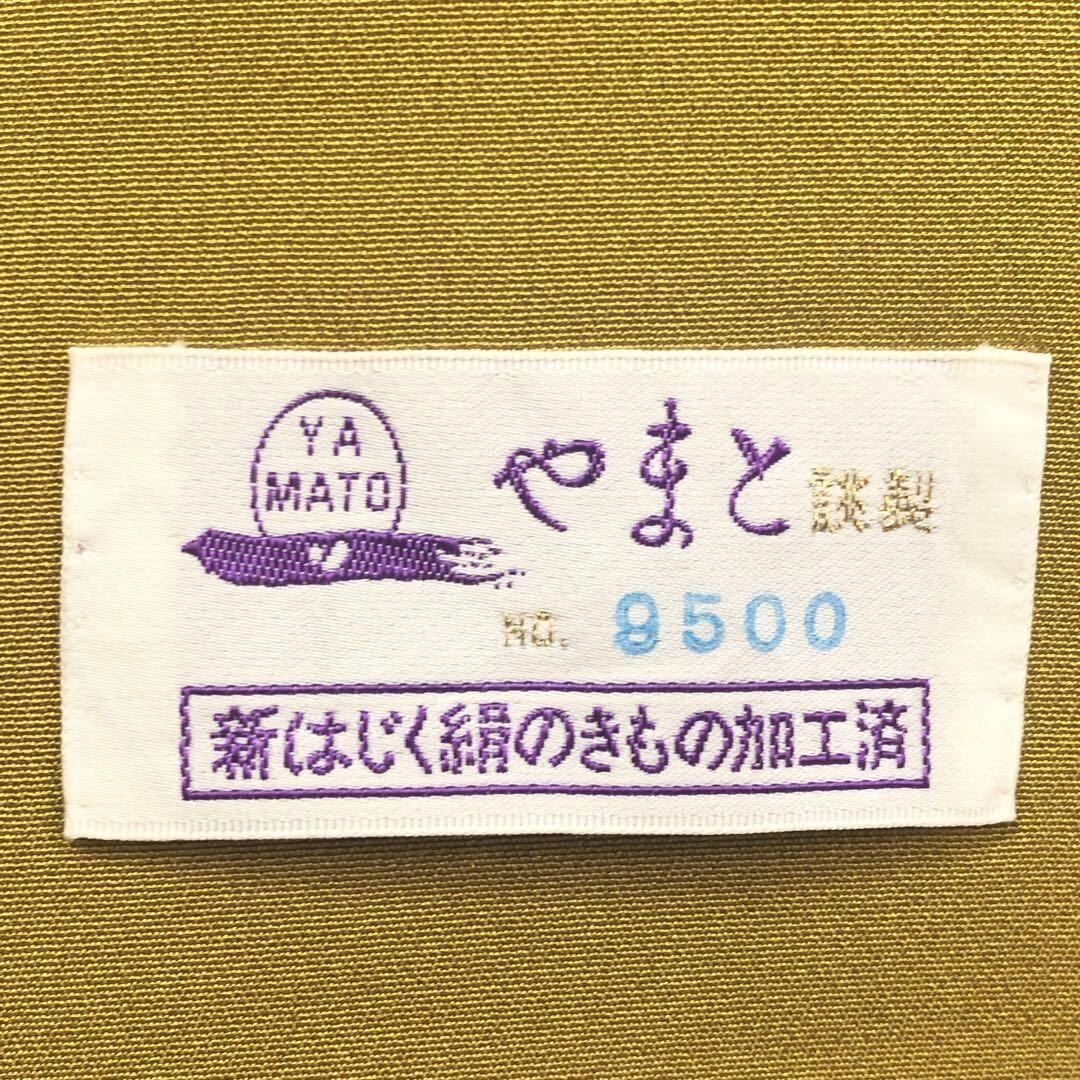 YA
MATO
やまと謹製
NO. 9500
新はじく絹のきもの加工済